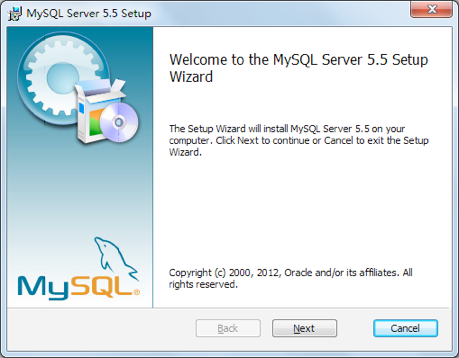 MySQL Server 5.5 Setup
Welcome to the MySQL Server 5.5 Setup
Wizard
The Setup Wizard will install MySQL Server 5.5 on your
computer. Click Next to continue or Cancel to exit the Setup
Wizard.
MySQL®
Copyright (c) 2000, 2012, Oracle and/or its affiliates. All
rights reserved.
Back
Next
Cancel